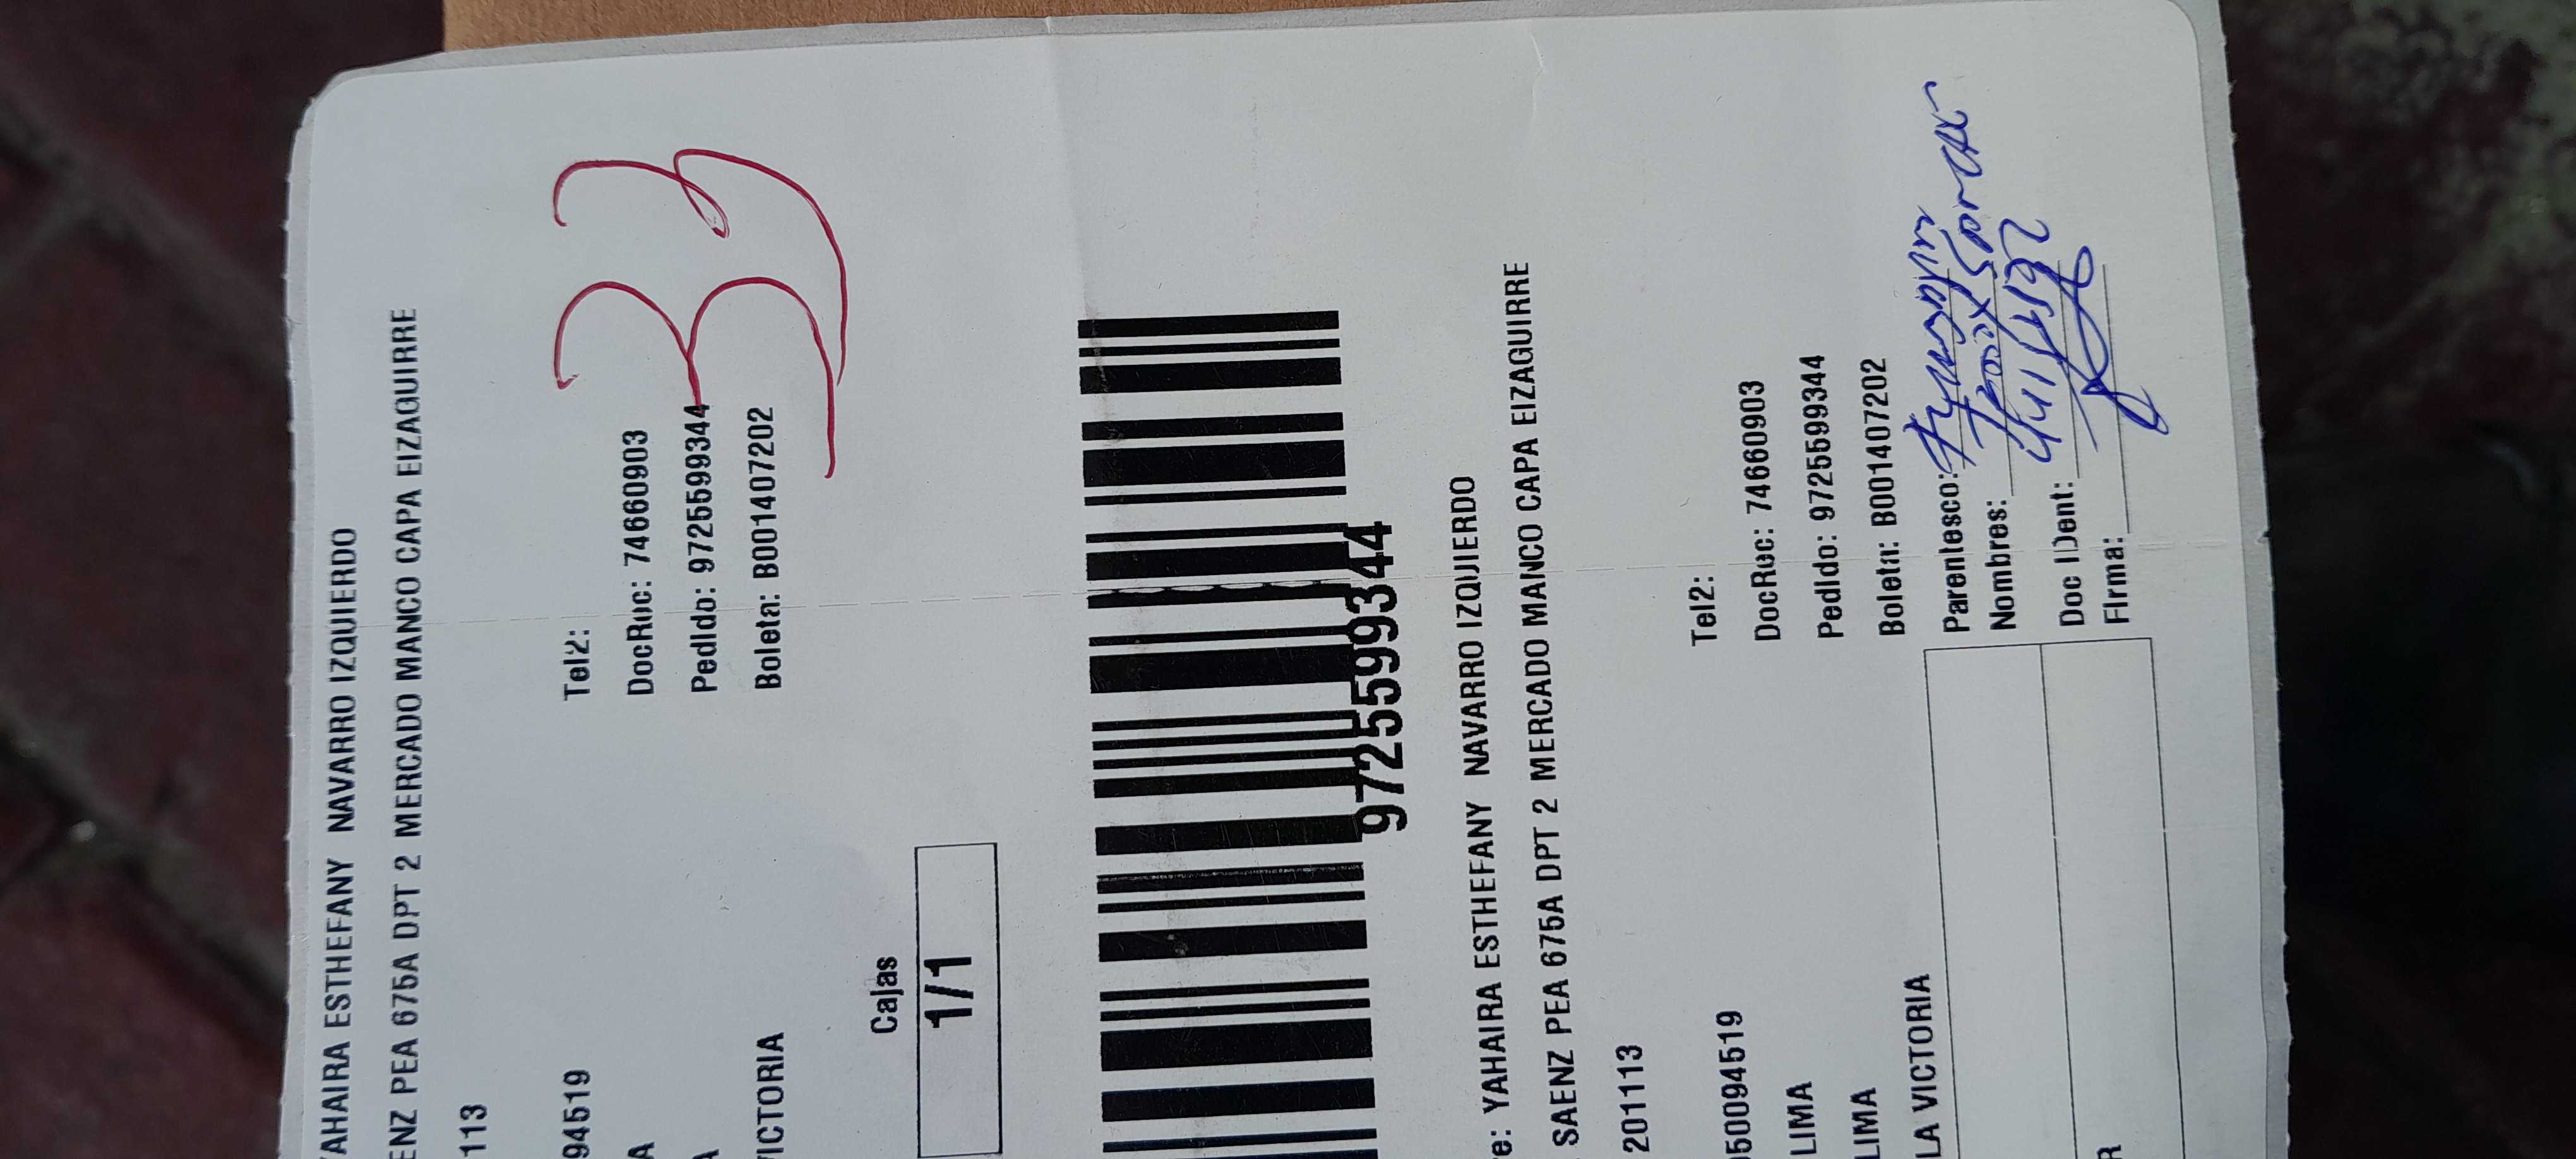 YAHAIRA ESTHEFANY NAVARRO IZQUIERDO
ENZ PEA 675A DPT 2 MERCADO MANCO CAPA EIZAGUIRRE
113
94519 Tel2:
A DocRuc: 74660903
A Pedido: 9725599344
VICTORIA Boleta: B001407202
33
Cajas
1/1
9725599344
e: YAHAIRA ESTHEFANY NAVARRO IZQUIERDO
SAENZ PEA 675A DPT 2 MERCADO MANCO CAPA EIZAGUIRRE
201113
950094519 Tel2:
LIMA DocRuc: 74660903
LIMA Pedido: 9725599344
LA VICTORIA Boleta: B001407202
Parentesco:
Nombres:
Doc IDent:
R Firma: